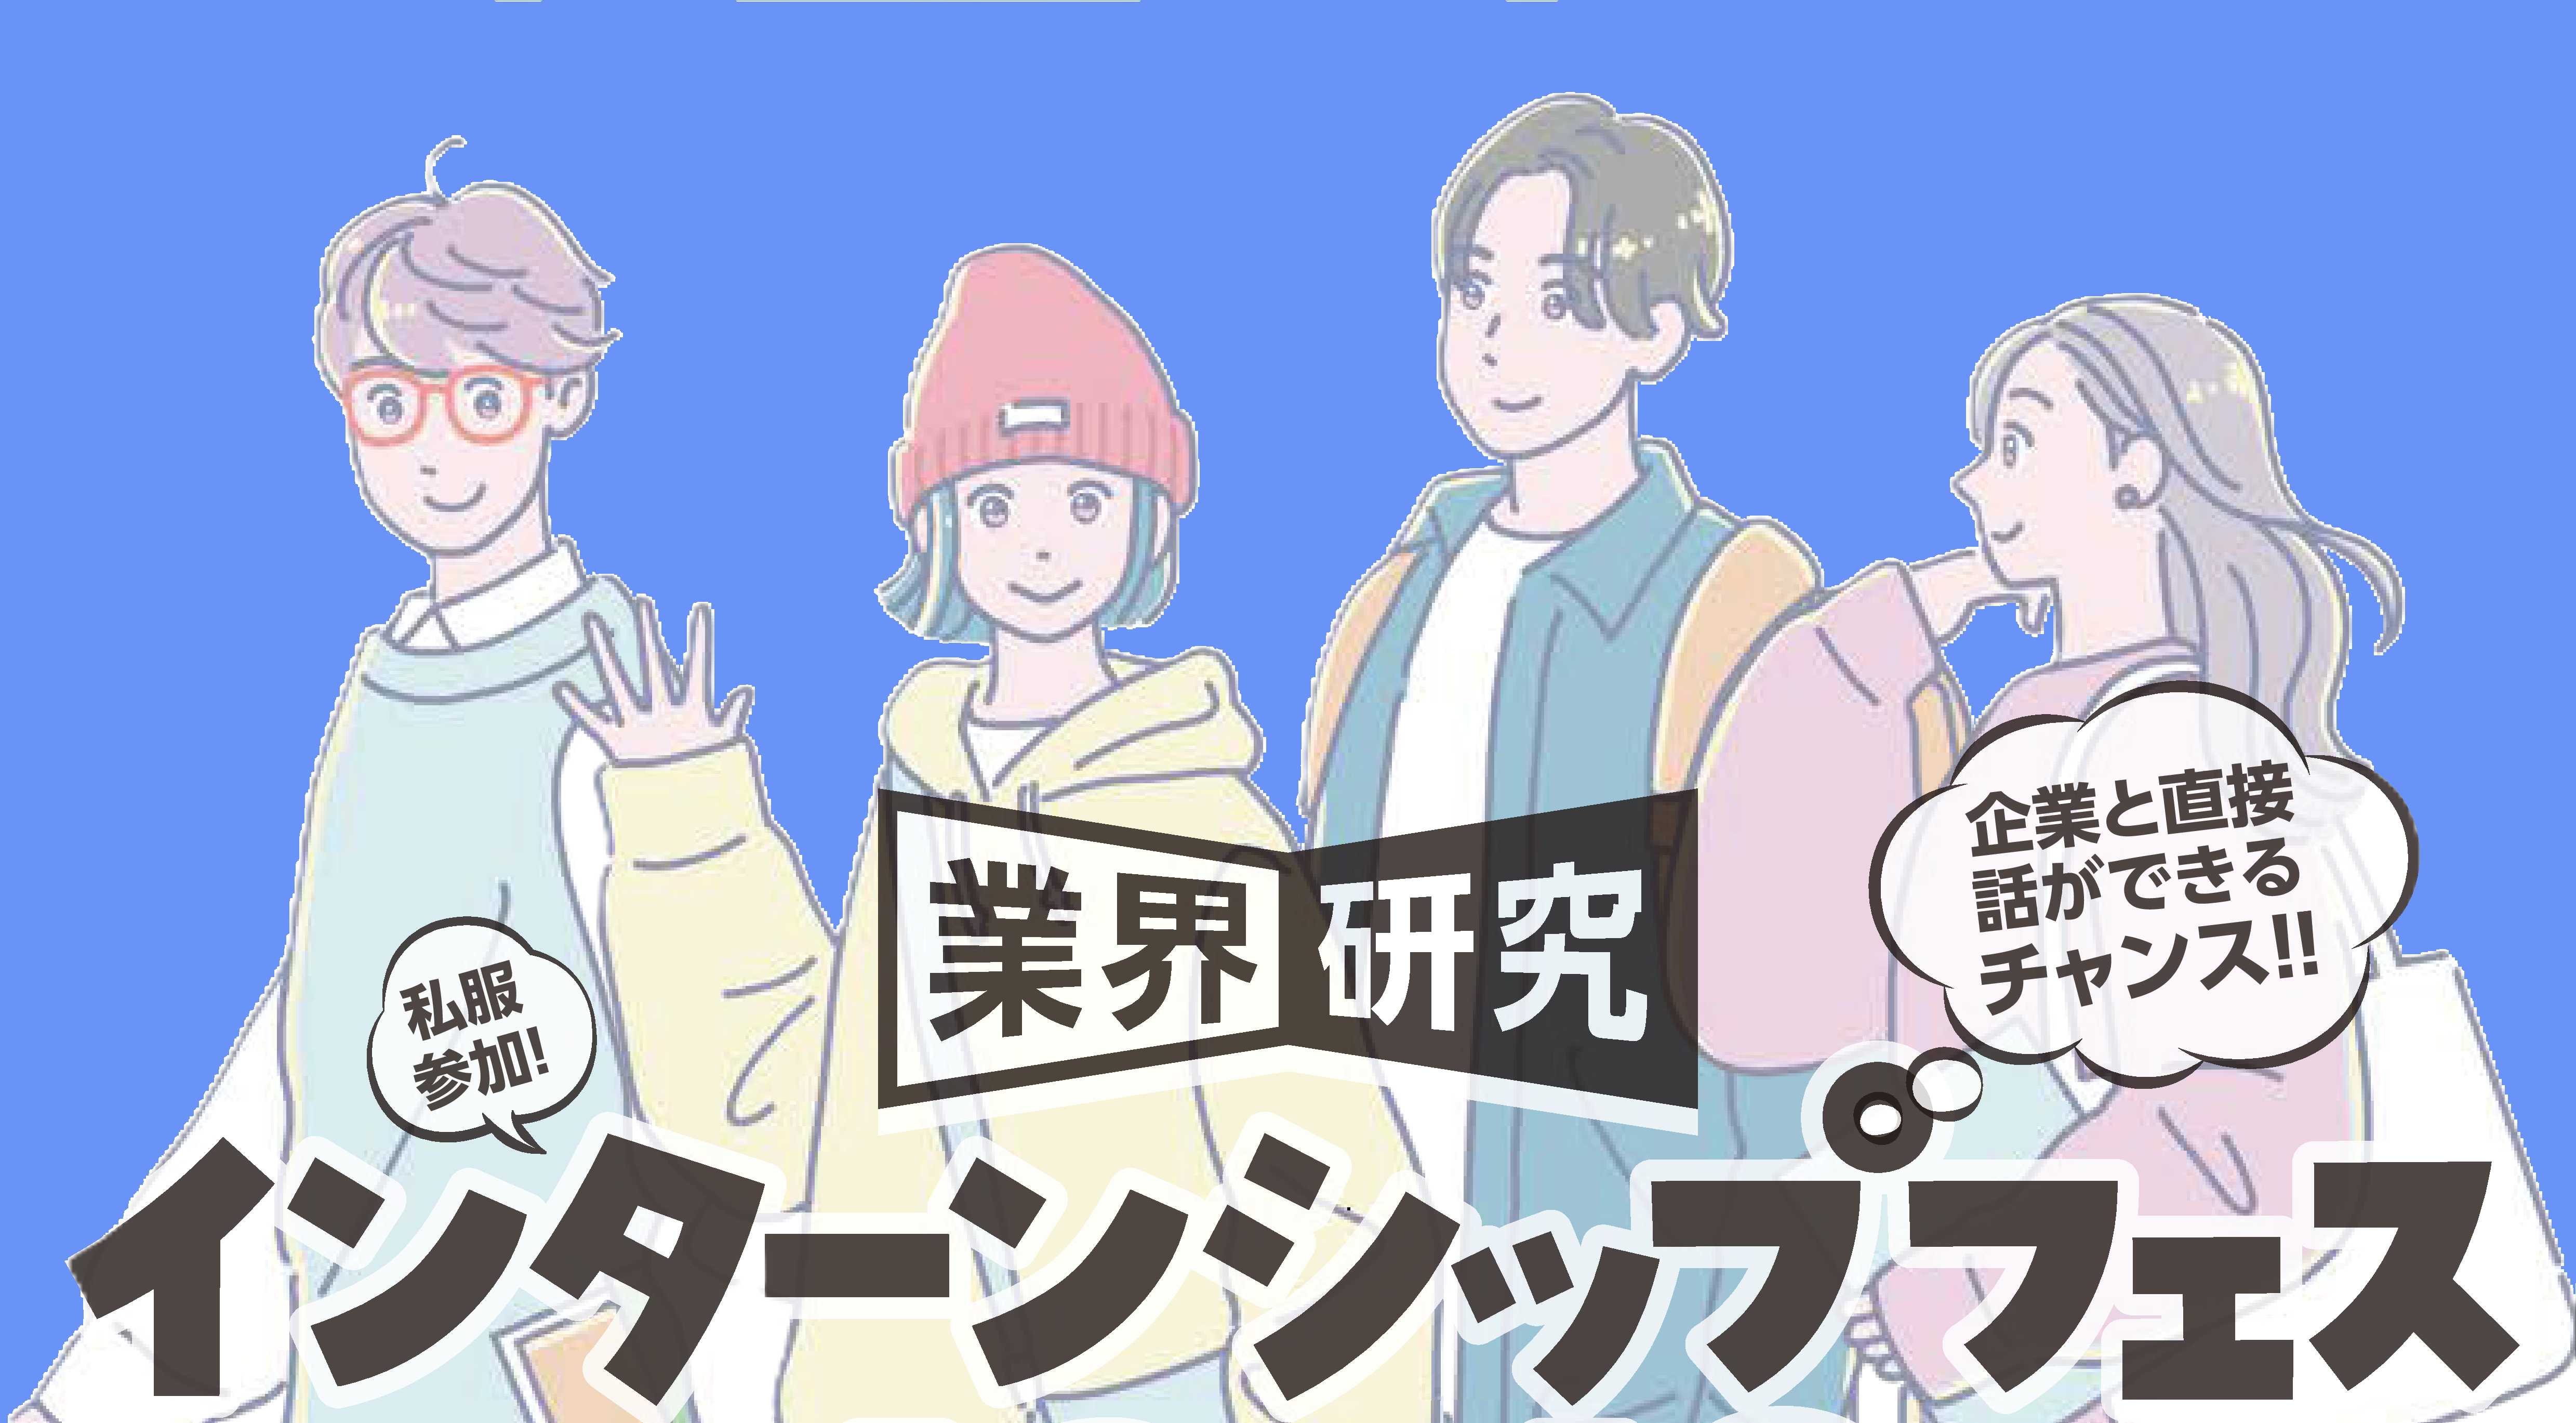 業界研究
企業と直接
話ができる
チャンス!!
私服
参加!
インターンシップフェス